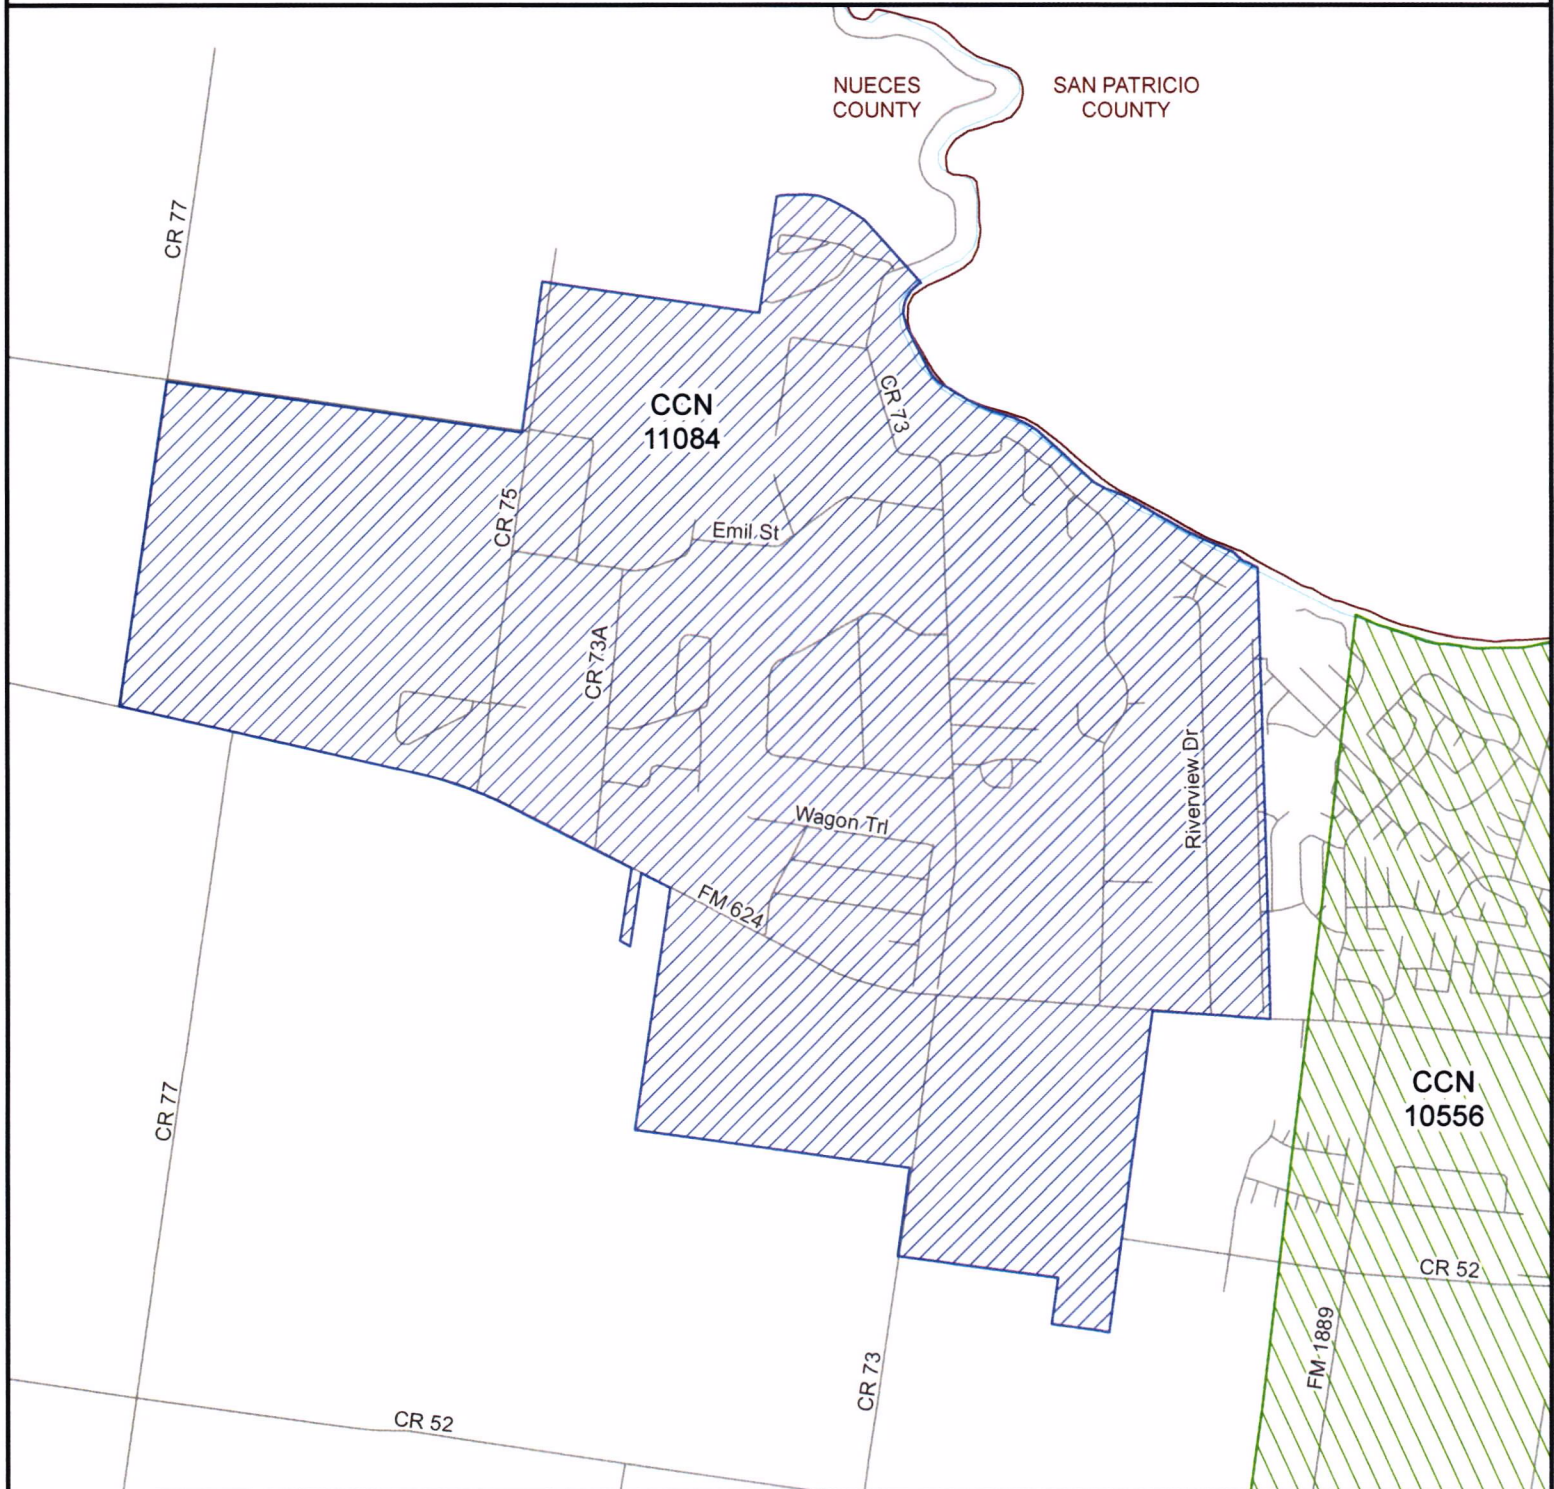 NUECES
COUNTY
SAN PATRICIO
COUNTY
CR 77
CCN
11084
CR 73
CR 75
Emil St
CR 73A
Riverview Dr
Wagon Trl
FM 624
CCN
10556
CR 77
CR 52
FM 1889
CR 73
CR 52